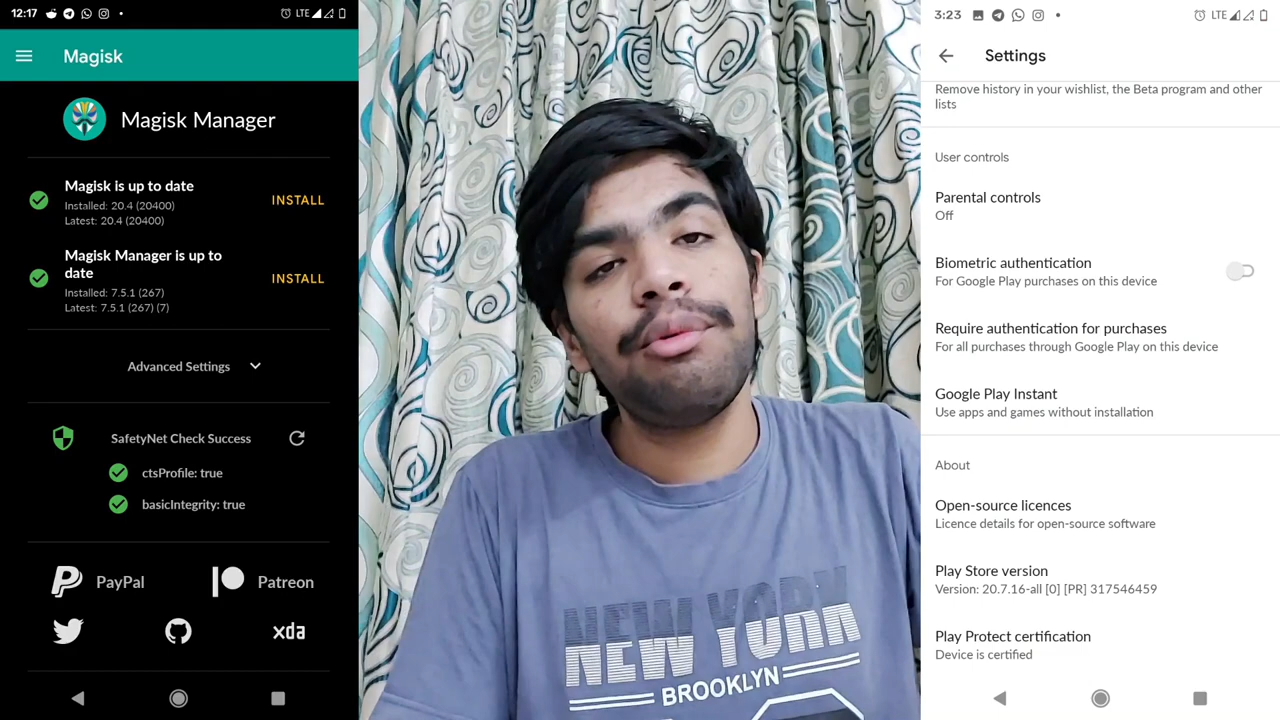 12:17
LTE
Magisk
Magisk Manager
Magisk is up to date
INSTALL
Installed: 20.4 (20400)
Latest: 20.4 (20400)
Magisk Manager is up to
date
INSTALL
Installed: 7.5.1 (267)
Latest: 7.5.1 (267) (7)
Advanced Settings
SafetyNet Check Success
ctsProfile: true
basicIntegrity: true
PayPal
Patreon
xda
NEW YORK
BROOKLYN
3:23
LTE
Settings
Remove history in your wishlist, the Beta program and other
lists
User controls
Parental controls
Off
Biometric authentication
For Google Play purchases on this device
Require authentication for purchases
For all purchases through Google Play on this device
Google Play Instant
Use apps and games without installation
About
Open-source licences
Licence details for open-source software
Play Store version
Version: 20.7.16-all [0] [PR] 317546459
Play Protect certification
Device is certified